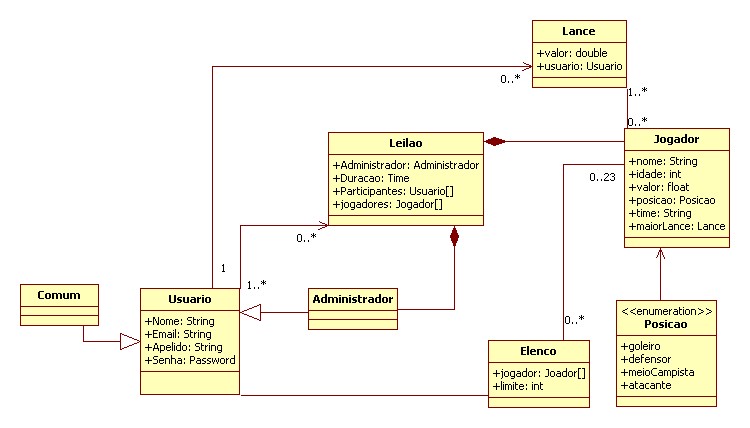 Lance
+valor: double
+usuario: Usuario
0..*
1..*
0..*
Leilao
+Administrador: Administrador
+Duracao: Time
+Participantes: Usuario[]
+jogadores: Jogador[]
Jogador
+nome: String
+idade: int
+valor: float
+posicao: Posicao
+time: String
+maiorLance: Lance
0..23
0..*
1
1..*
Comum
Usuario
+Nome: String
+Email: String
+Apelido: String
+Senha: Password
Administrador
0..*
Elenco
+jogador: Joador[]
+limite: int
<<enumeration>>
Posicao
+goleiro
+defensor
+meioCampista
+atacante